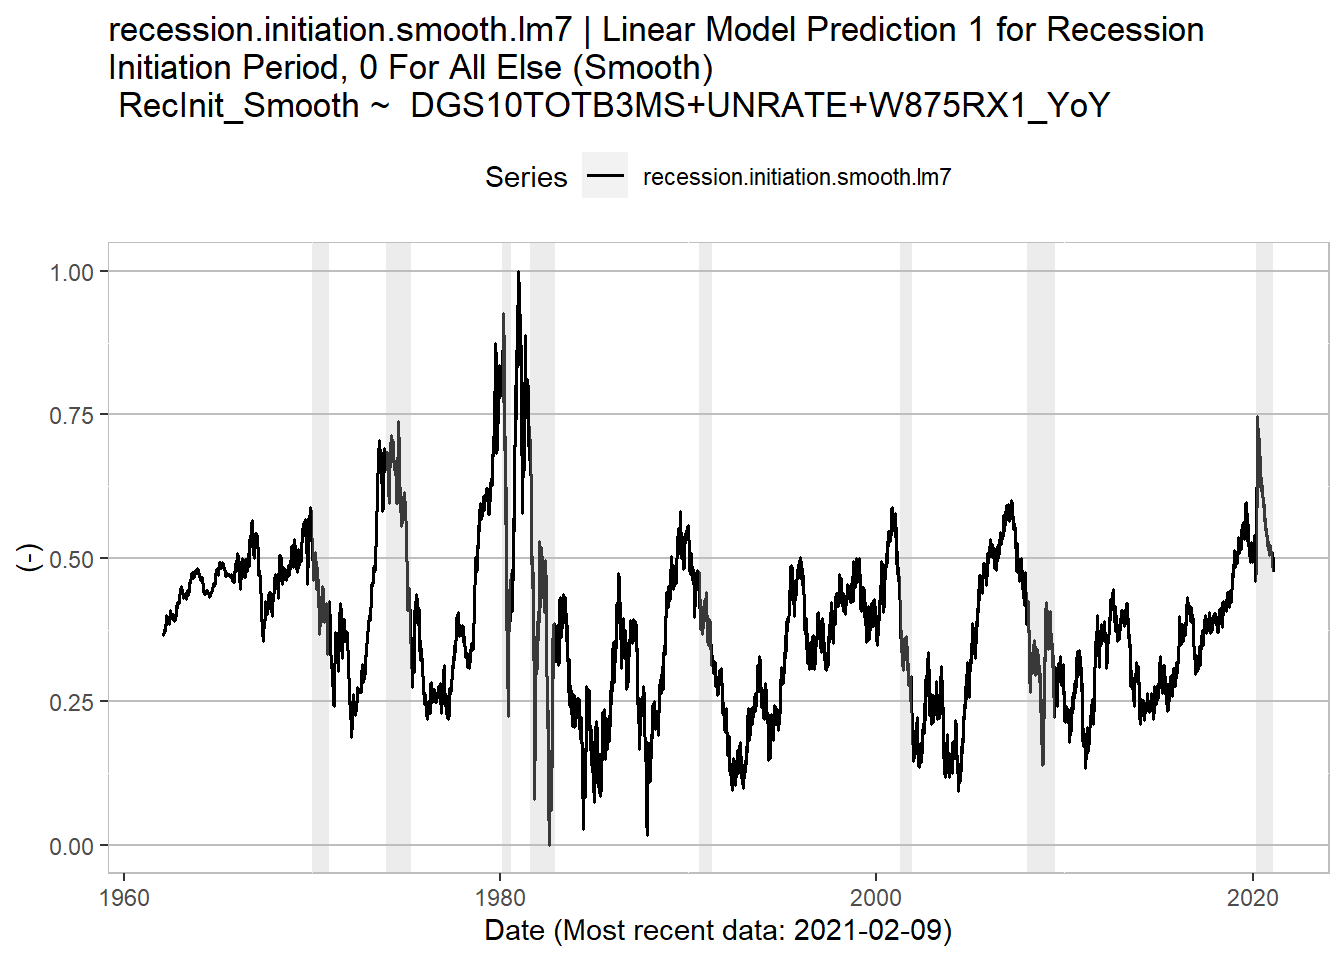 recession.initiation.smooth.lm7 | Linear Model Prediction 1 for Recession
Initiation Period, 0 For All Else (Smooth)
RecInit_Smooth ~  DGS10TOTB3MS+UNRATE+W875RX1_YoY
Series recession.initiation.smooth.lm7
1.00
0.75
0.50
0.25
0.00
(-)
1960 1980 2000 2020
Date (Most recent data: 2021-02-09)